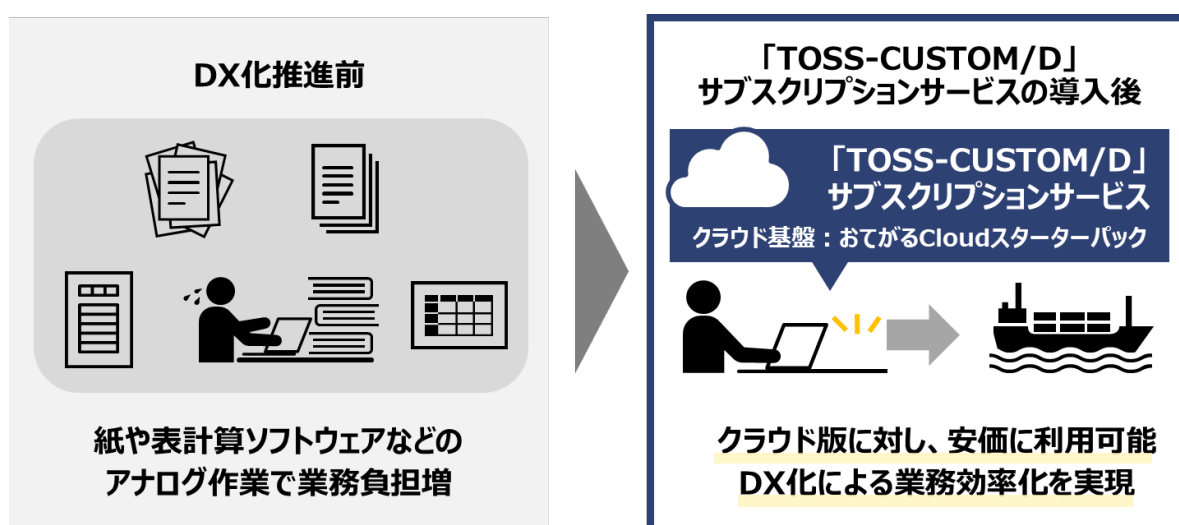 DX化推進前
紙や表計算ソフトウェアなどの
アナログ作業で業務負担増
「TOSS-CUSTOM/D」
サブスクリプションサービスの導入後
「TOSS-CUSTOM/D」
サブスクリプションサービス
クラウド基盤：おてがるCloudスターターパック
クラウド版に対し、安価に利用可能
DX化による業務効率化を実現